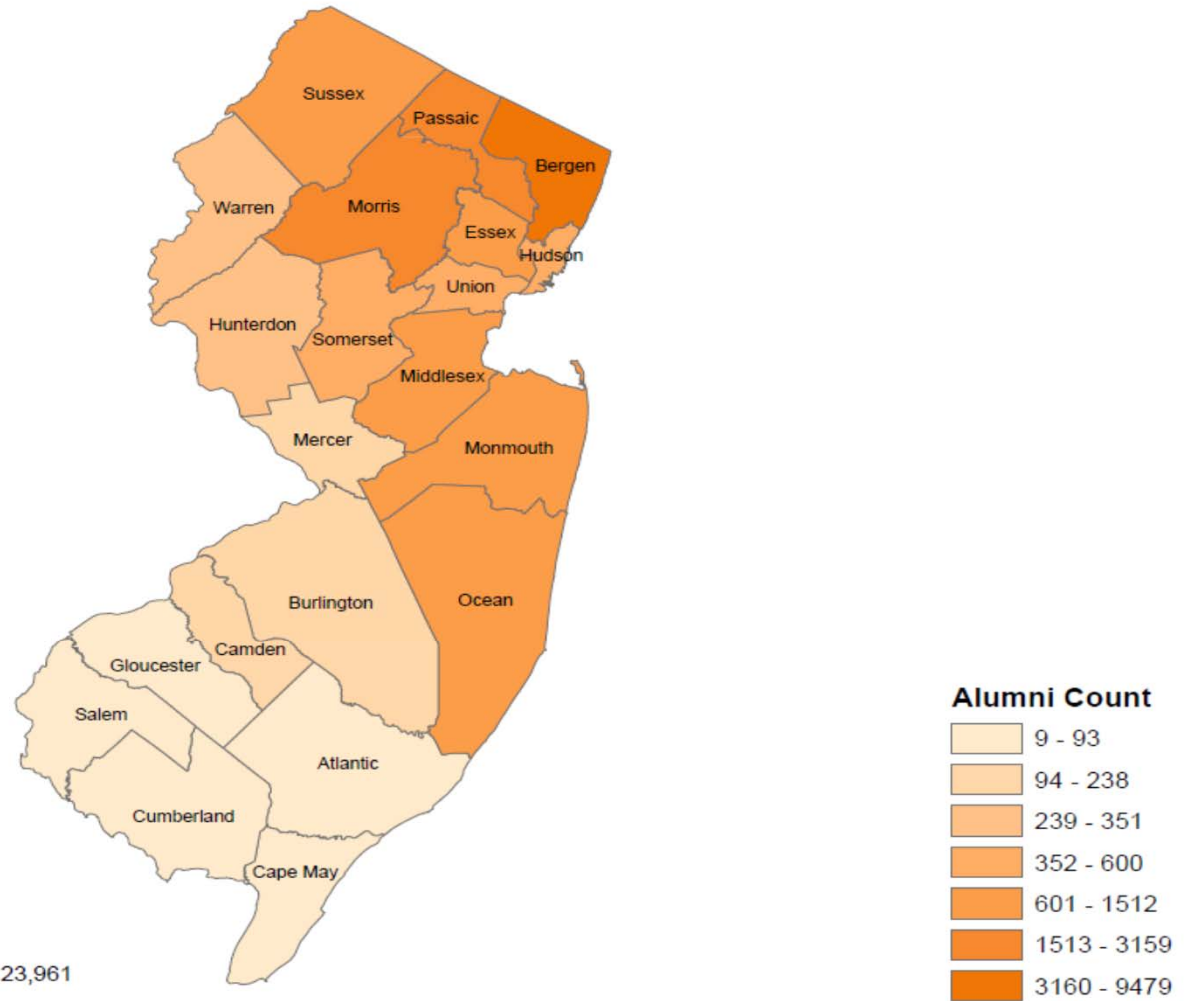 Sussex
Passaic
Bergen
Warren
Morris
Essex
Hudson
Union
Hunterdon
Somerset
Middlesex
Mercer
Monmouth
Burlington
Ocean
Camden
Gloucester
Salem
Atlantic
Cumberland
Cape May
23,961
Alumni Count
9 - 93
94 - 238
239 - 351
352 - 600
601 - 1512
1513 - 3159
3160 - 9479